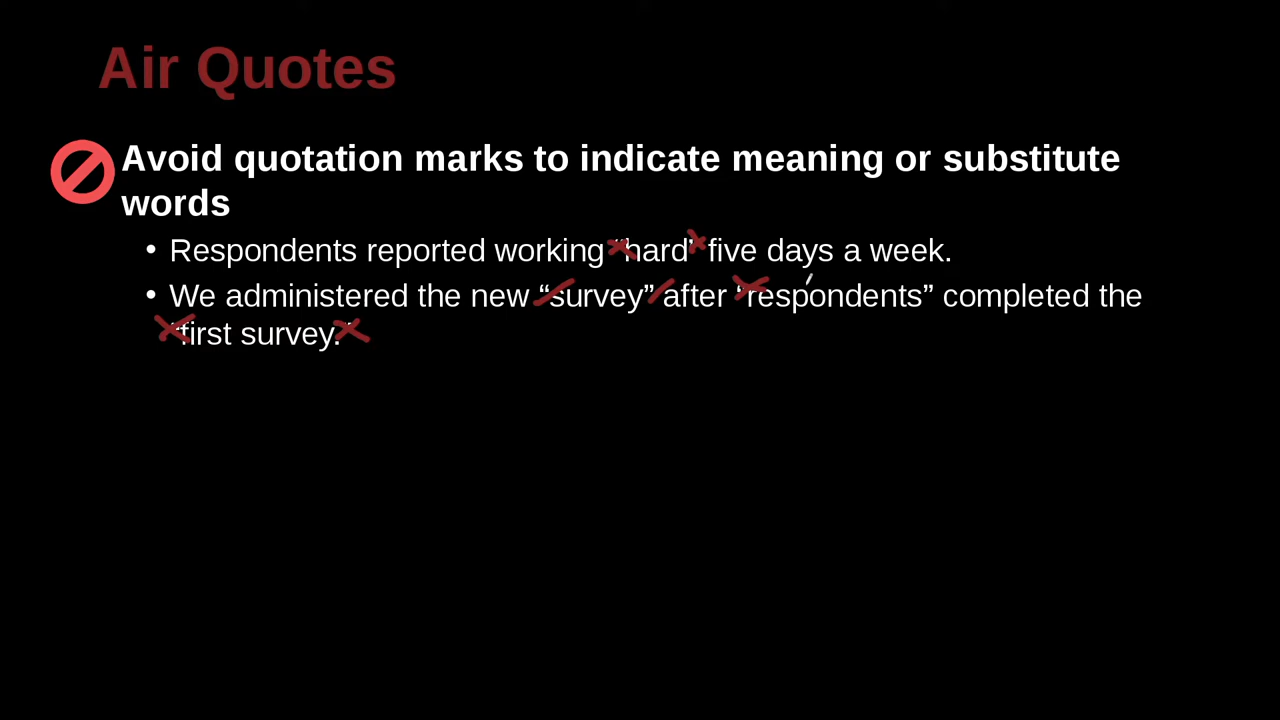 Air Quotes
Avoid quotation marks to indicate meaning or substitute
words
• Respondents reported working “hard” five days a week.
• We administered the new “survey” after “respondents” completed the
“first survey.”